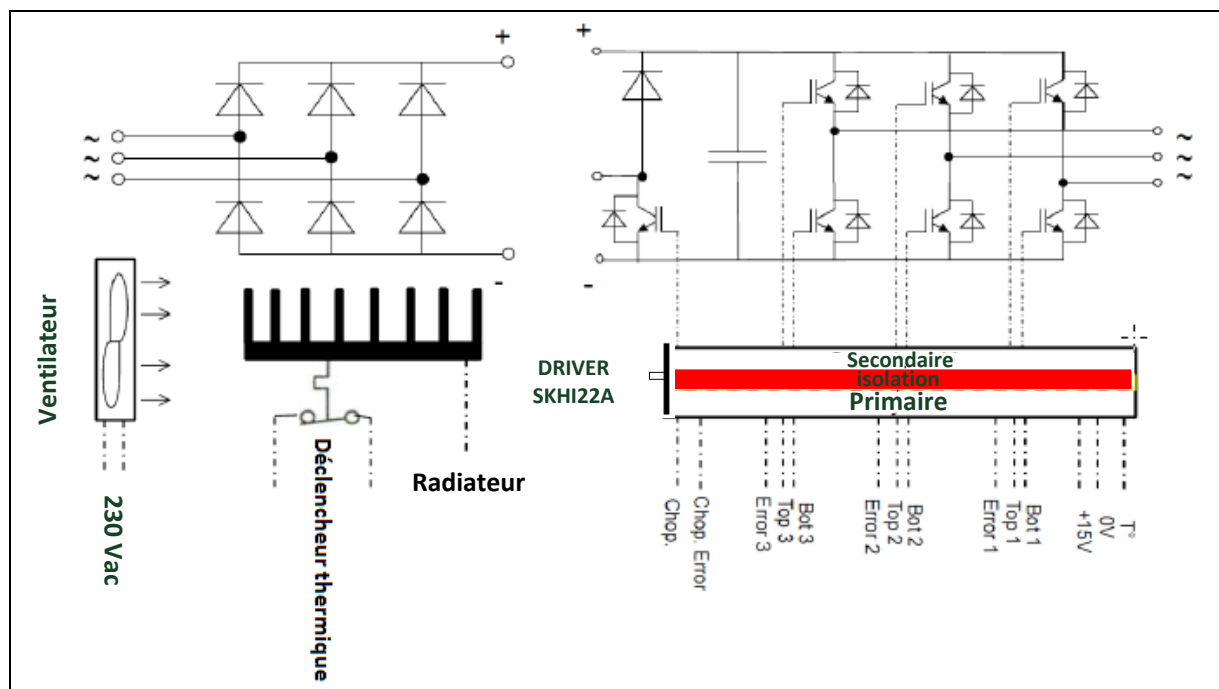 +
+
~
~
~
~
~
~
-
-
Ventilateur
230 Vac
Déclencheur thermique
Radiateur
DRIVER
SKHI22A
Secondaire
isolation
Primaire
Chop.
Chop. Error
Error 3
Top 3
Bot 3
Error 2
Top 2
Bot 2
Error 1
Top 1
Bot 1
+15V
0V
T°